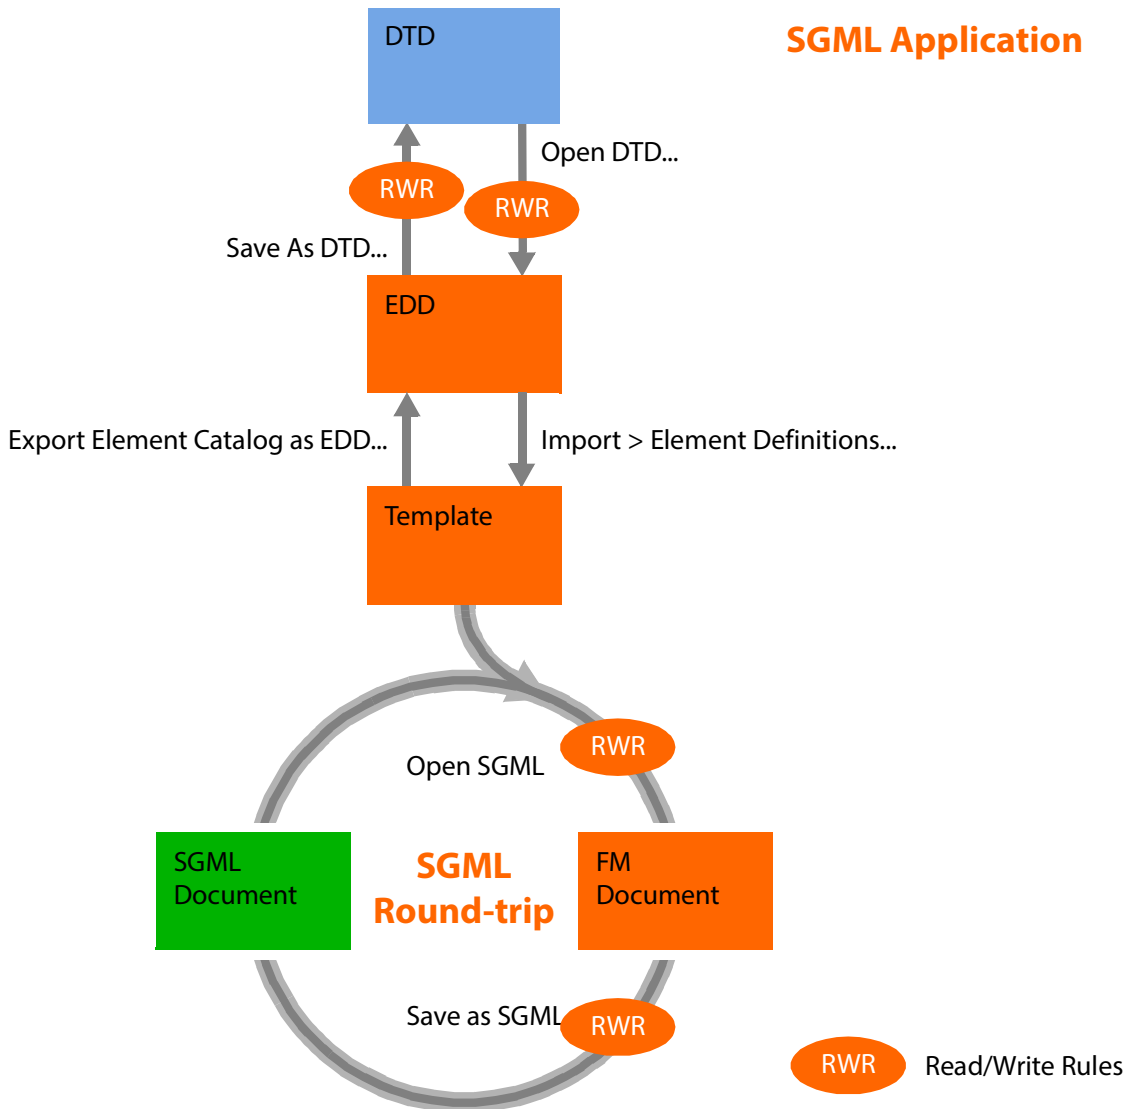 DTD
SGML Application
Open DTD...
RWR
RWR
Save As DTD...
EDD
Export Element Catalog as EDD...
Import > Element Definitions...
Template
RWR
Open SGML
SGML
Document
SGML
Round-trip
FM
Document
Save as SGML
RWR
RWR
Read/Write Rules